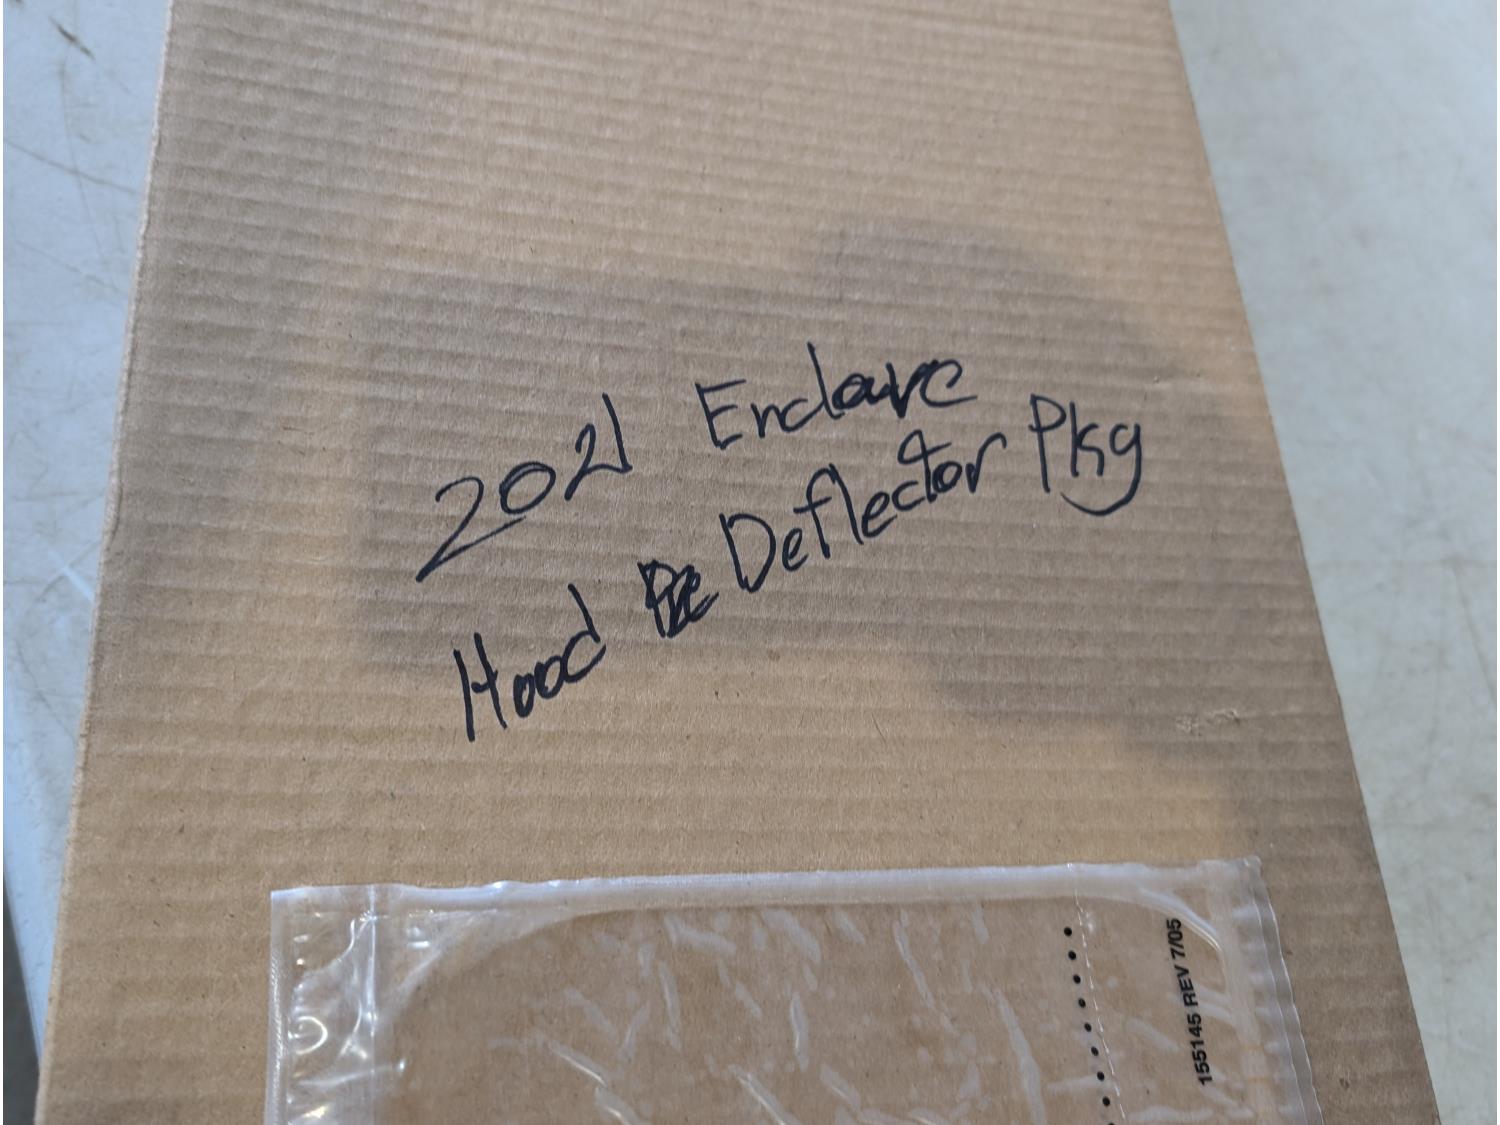 2021 Enclave
Hood Deflector Pkg
155145 REV 7/05